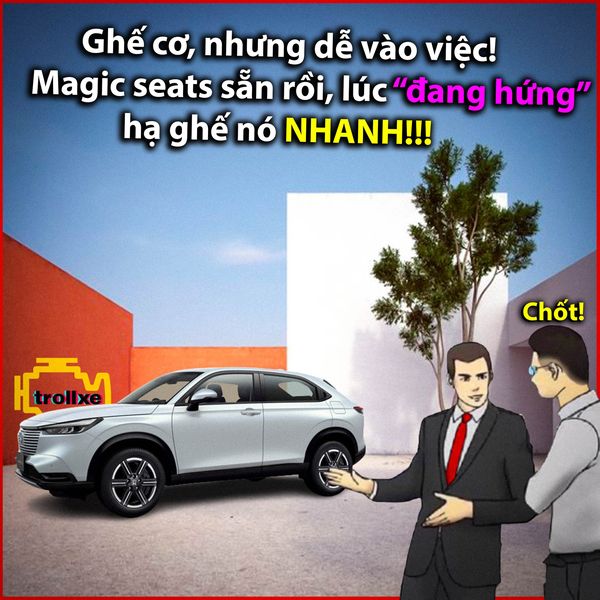 Ghế cơ, nhưng dễ vào việc!
Magic seats sẵn rồi, lúc “đang hứng”
hạ ghế nó NHANH!!!
Chốt!
trollxe